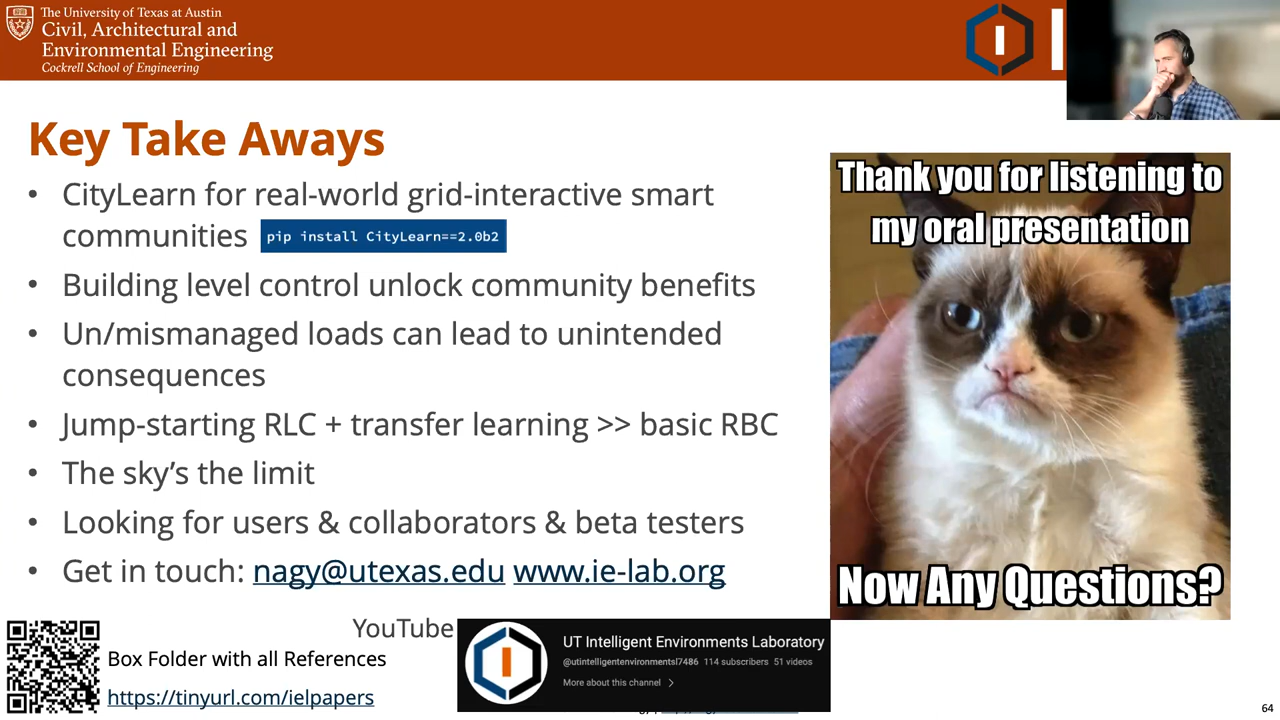 The University of Texas at Austin
Civil, Architectural and
Environmental Engineering
Cockrell School of Engineering
Key Take Aways
• CityLearn for real-world grid-interactive smart
communities pip install CityLearn==2.0b2
• Building level control unlock community benefits
• Un/mismanaged loads can lead to unintended
consequences
• Jump-starting RLC + transfer learning >> basic RBC
• The sky's the limit
• Looking for users & collaborators & beta testers
• Get in touch: nagy@utexas.edu www.ie-lab.org
Thank you for listening to
my oral presentation
Now Any Questions?
YouTube
UT Intelligent Environments Laboratory
@utintelligentenvironmentsl7486 114 subscribers 51 videos
More about this channel >
Box Folder with all References
https://tinyurl.com/ielpapers
64